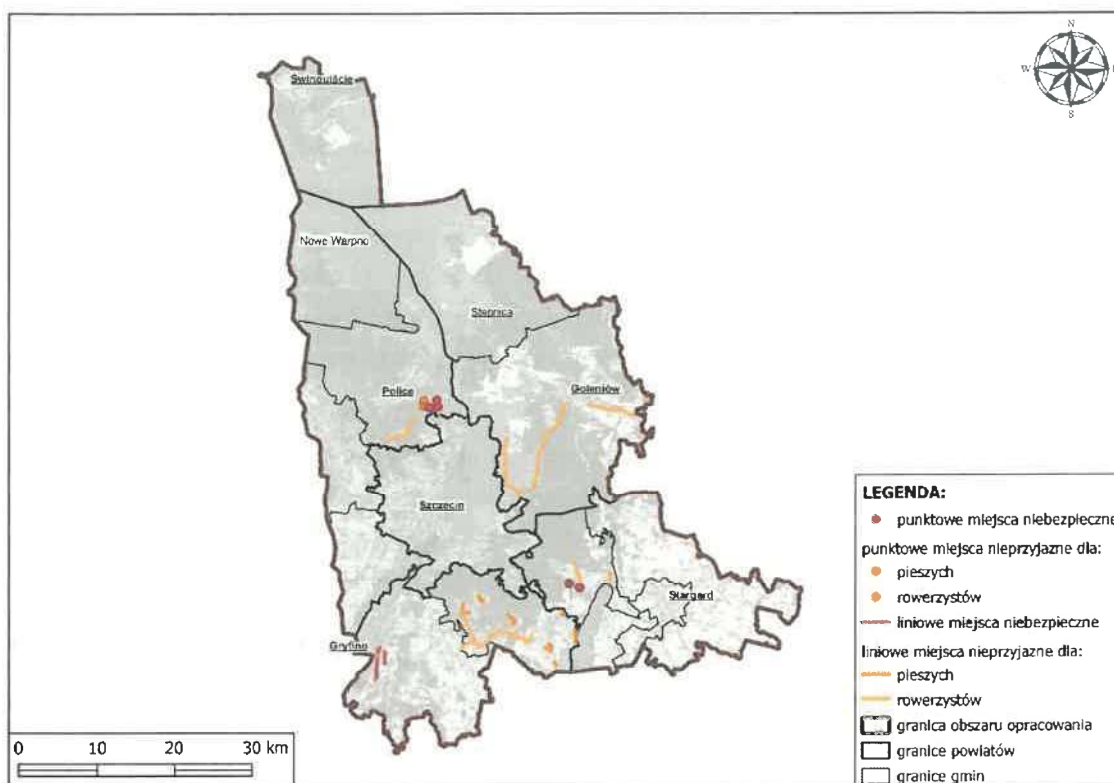 N
W
S
Świnoujście
Nowe Warpno
Stepnica
Police
Goleniów
Szczecin
Stargard
Gryfino
0 10 20 30 km
LEGENDA:
punktowe miejsca niebezpieczne
punktowe miejsca nieprzyjazne dla:
pieszych
rowerzystów
liniowe miejsca niebezpieczne
liniowe miejsca nieprzyjazne dla:
pieszych
rowerzystów
granica obszaru opracowania
granice powiatów
granice gmin